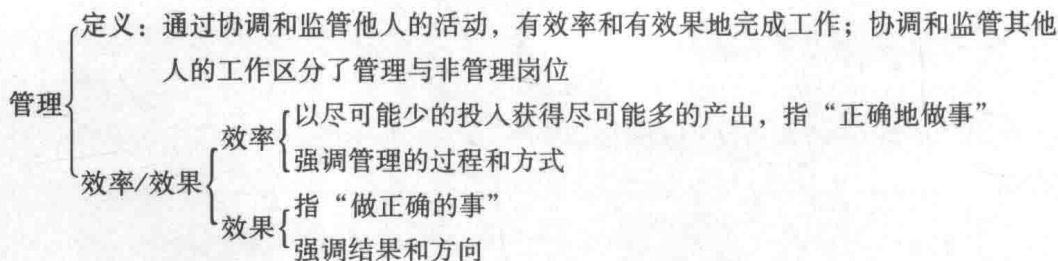 定义：通过协调和监管他人的活动，有效率和有效果地完成工作；协调和监管其他
人的工作区分了管理与非管理岗位
管理
效率
以尽可能少的投入获得尽可能多的产出，指“正确地做事”
强调管理的过程和方式
效率/效果
效果
指“做正确的事”
强调结果和方向